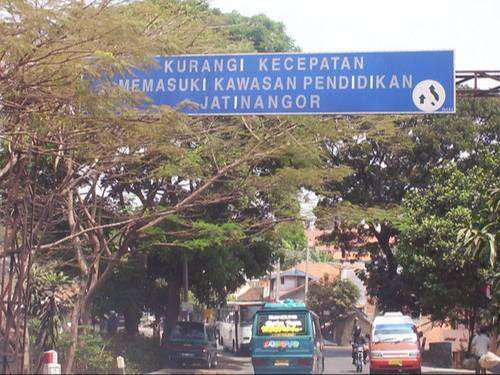 KURANGI KECEPATAN
MEMASUKI KAWASAN PENDIDIKAN
JATINANGOR